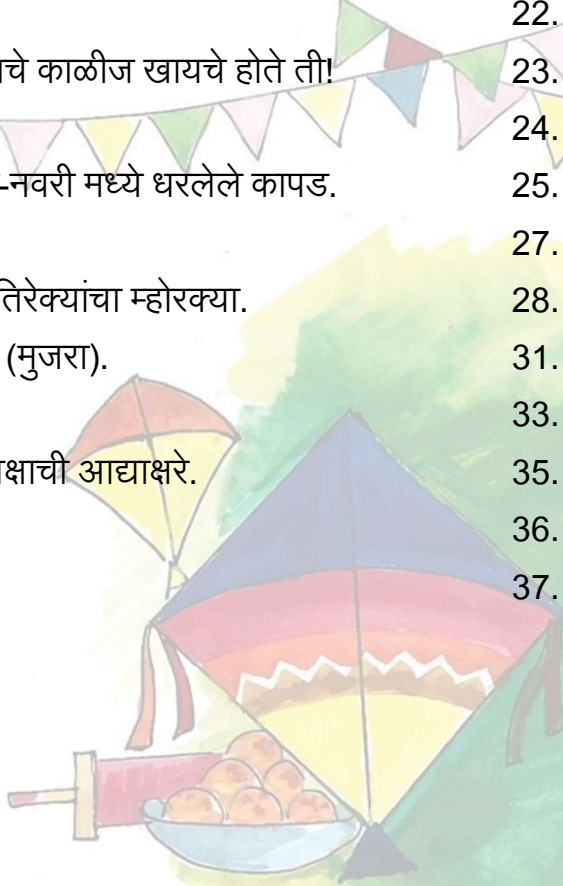 22.
चे काळीज खायचे होते ती! 23.
24.
-नवरी मध्ये धरलेले कापड. 25.
27.
तिरेक्यांचा म्होरक्या. 28.
(मुजरा). 31.
33.
क्षाची आद्याक्षरे. 35.
36.
37.